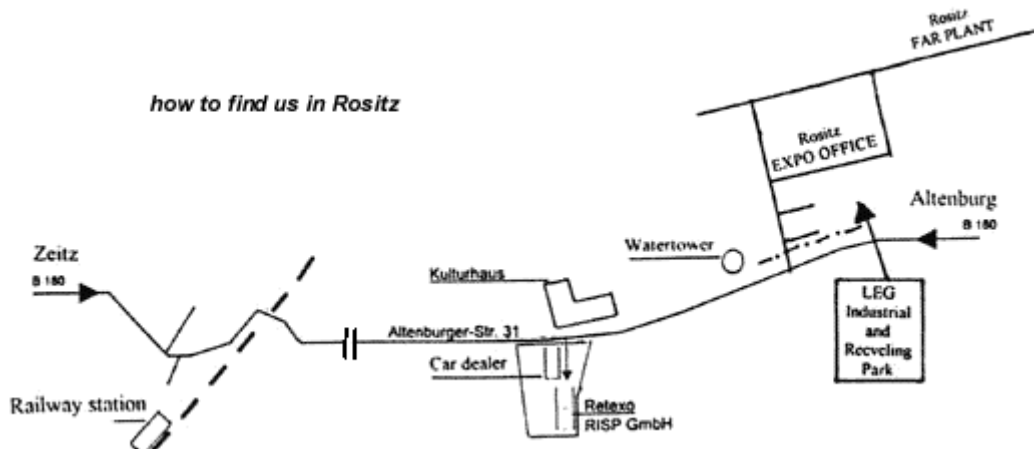 Rositz
FAR PLANT
how to find us in Rositz
Rositz
EXPO OFFICE
Altenburg
B 180
Watertower
Zeitz
B 180
Kulturhaus
LEG
Industrial
and
Recycling
Park
Altenburger-Str. 31
Car dealer
Railway station
Retexo
RISP GmbH